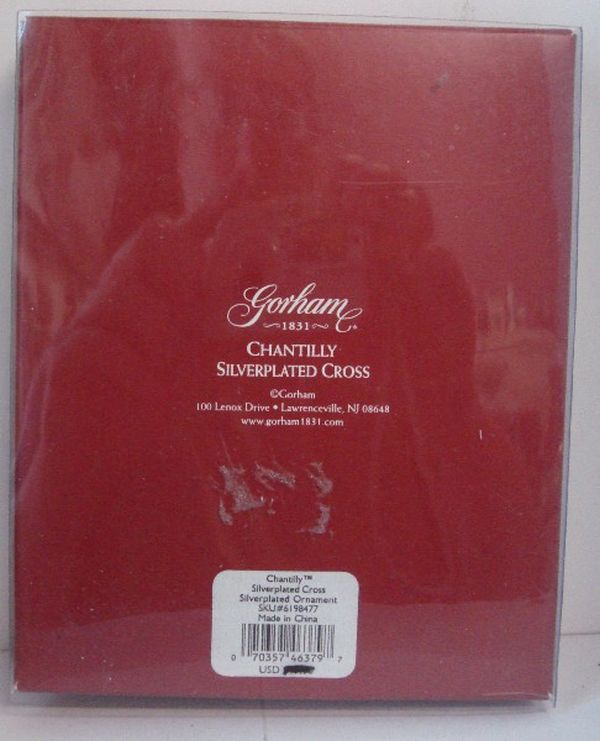 Gorham
1831
CHANTILLY
SILVERPLATED CROSS
©Gorham
100 Lenox Drive • Lawrenceville, NJ 08648
www.gorham1831.com
Chantilly™
Silverplated Cross
Silverplated Ornament
SKU#6198477
Made in China
0 70357 46379 7
USD